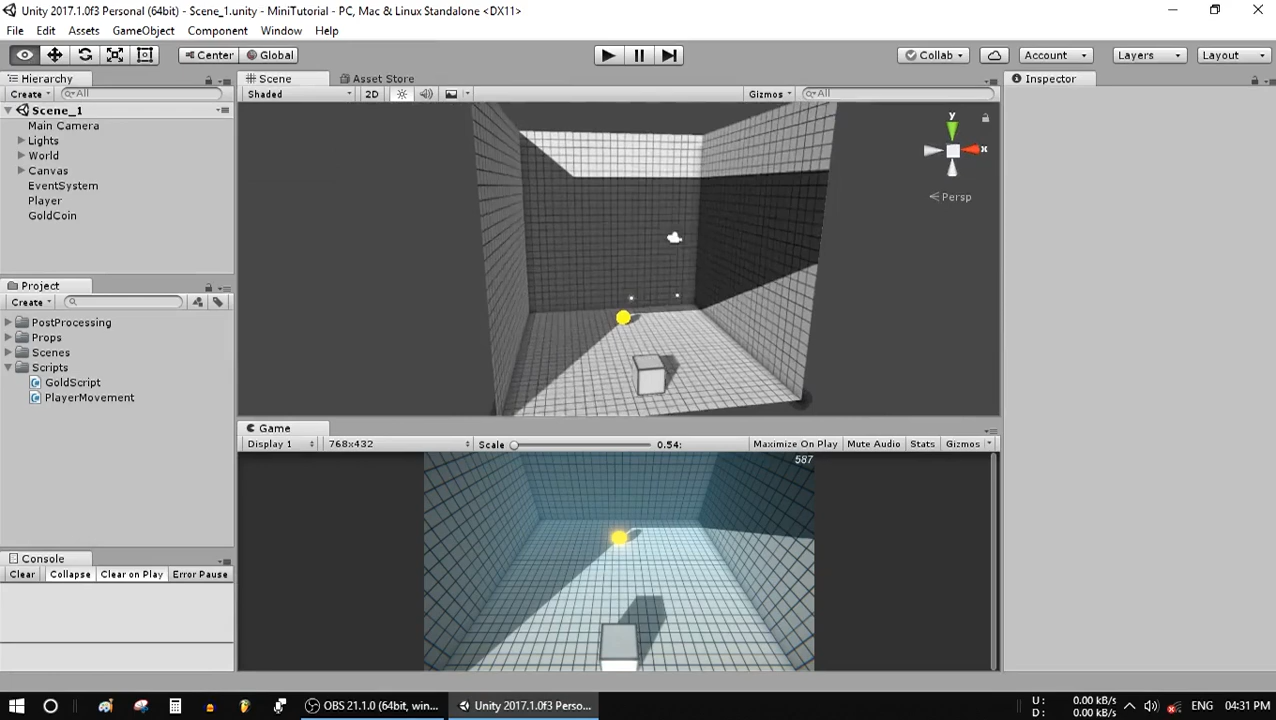 Unity 2017.1.0f3 Personal (64bit) - Scene_1.unity - MiniTutorial - PC, Mac & Linux Standalone <DX11>
File Edit Assets GameObject Component Window Help
Center Global Collab Account Layers Layout
Hierarchy
Create All
Scene_1
Main Camera
Lights
World
Canvas
EventSystem
Player
GoldCoin
Project
Create
PostProcessing
Props
Scenes
Scripts
GoldScript
PlayerMovement
Console
Clear Collapse Clear on Play Error Pause
Scene Asset Store
Shaded 2D Gizmos All
y
x
Persp
Game
Display 1 768x432 Scale 0.54: Maximize On Play Mute Audio Stats Gizmos
587
Inspector
OBS 21.1.0 (64bit, win... Unity 2017.1.0f3 Perso...
U: 0.00 kB/s
D: 0.00 kB/s
ENG 04:31 PM